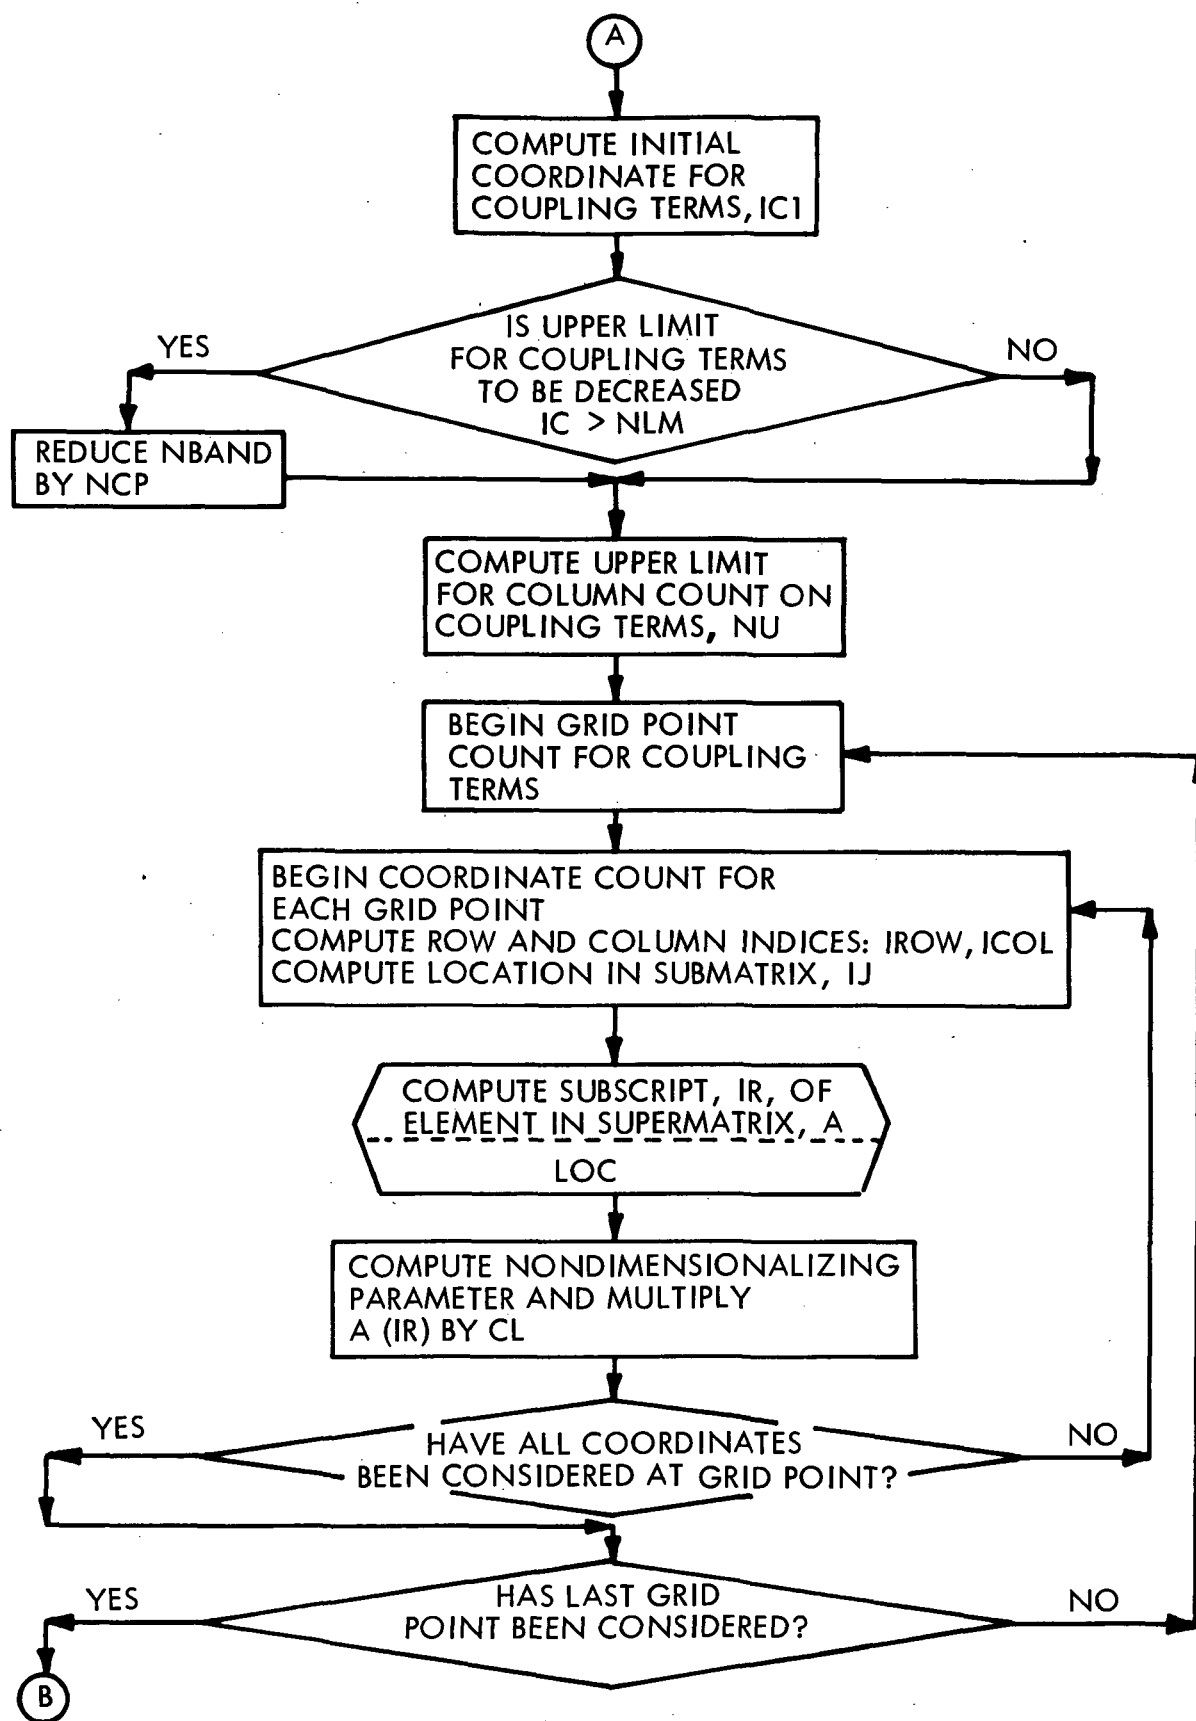 A
COMPUTE INITIAL
COORDINATE FOR
COUPLING TERMS, IC1
IS UPPER LIMIT
FOR COUPLING TERMS
TO BE DECREASED
IC > NLM
YES
NO
REDUCE NBAND
BY NCP
COMPUTE UPPER LIMIT
FOR COLUMN COUNT ON
COUPLING TERMS, NU
BEGIN GRID POINT
COUNT FOR COUPLING
TERMS
BEGIN COORDINATE COUNT FOR
EACH GRID POINT
COMPUTE ROW AND COLUMN INDICES: IROW, ICOL
COMPUTE LOCATION IN SUBMATRIX, IJ
COMPUTE SUBSCRIPT, IR, OF
ELEMENT IN SUPERMATRIX, A
LOC
COMPUTE NONDIMENSIONALIZING
PARAMETER AND MULTIPLY
A (IR) BY CL
YES
HAVE ALL COORDINATES
BEEN CONSIDERED AT GRID POINT?
NO
YES
HAS LAST GRID
POINT BEEN CONSIDERED?
NO
B